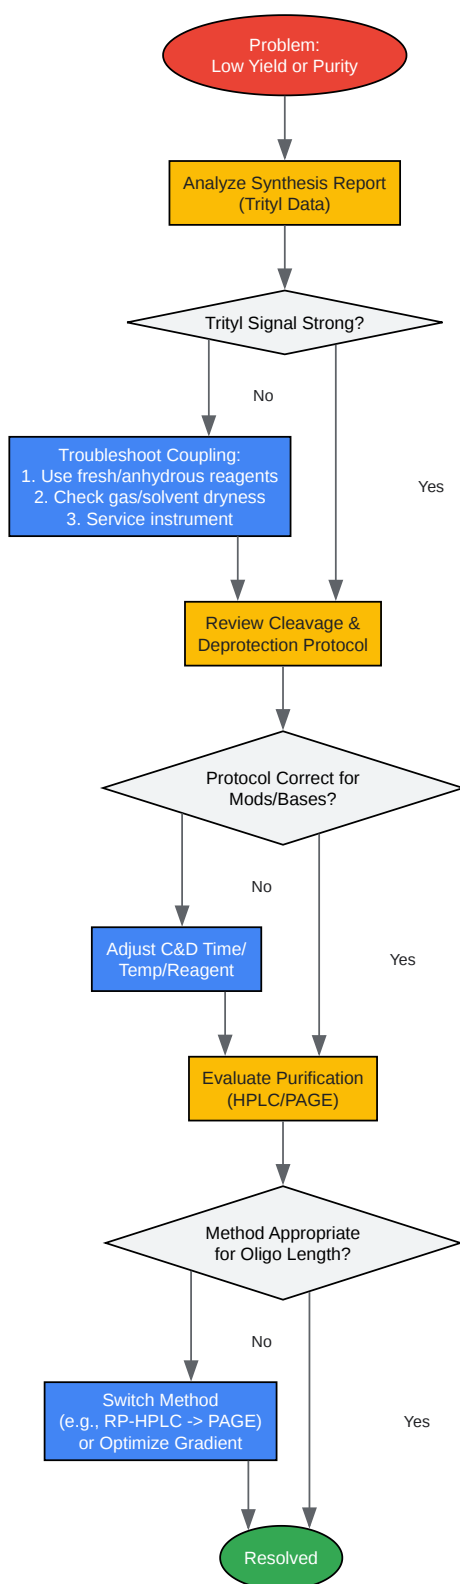 Problem:
Low Yield or Purity
Analyze Synthesis Report
(Trityl Data)
Trityl Signal Strong?
No
Troubleshoot Coupling:
1. Use fresh/anhydrous reagents
2. Check gas/solvent dryness
3. Service instrument
Yes
Review Cleavage &
Deprotection Protocol
Protocol Correct for
Mods/Bases?
No
Adjust C&D Time/
Temp/Reagent
Yes
Evaluate Purification
(HPLC/PAGE)
Method Appropriate
for Oligo Length?
No
Switch Method
(e.g., RP-HPLC -> PAGE)
or Optimize Gradient
Yes
Resolved